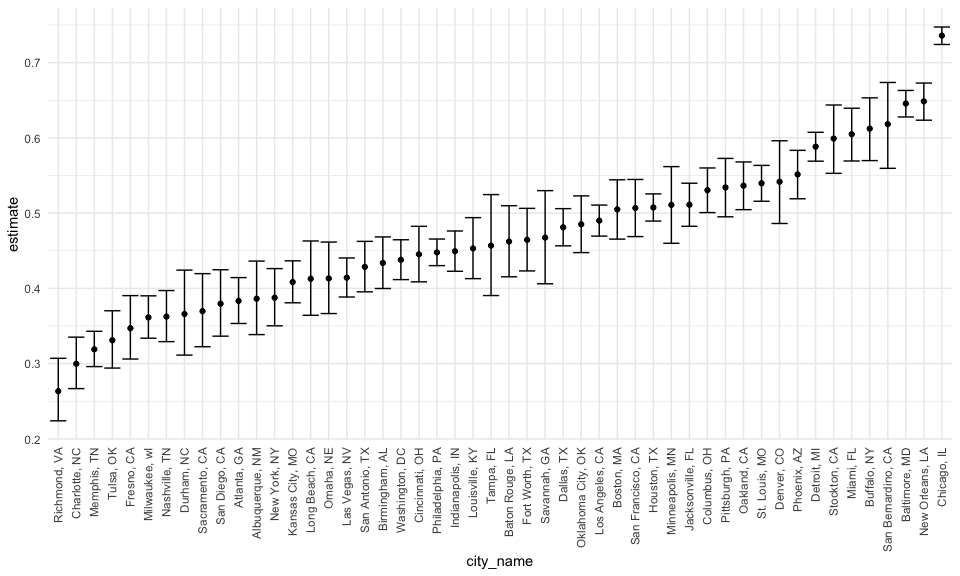 0.7
0.6
0.5
0.4
0.3
0.2
estimate
Richmond, VA
Charlotte, NC
Memphis, TN
Tulsa, OK
Fresno, CA
Milwaukee, wI
Nashville, TN
Durham, NC
Sacramento, CA
San Diego, CA
Atlanta, GA
Albuquerque, NM
New York, NY
Kansas City, MO
Long Beach, CA
Omaha, NE
Las Vegas, NV
San Antonio, TX
Birmingham, AL
Washington, DC
Cincinnati, OH
Philadelphia, PA
Indianapolis, IN
Louisville, KY
Tampa, FL
Baton Rouge, LA
Fort Worth, TX
Savannah, GA
Dallas, TX
Oklahoma City, OK
Los Angeles, CA
Boston, MA
San Francisco, CA
Houston, TX
Minneapolis, MN
Jacksonville, FL
Columbus, OH
Pittsburgh, PA
Oakland, CA
St. Louis, MO
Denver, CO
Phoenix, AZ
Detroit, MI
Stockton, CA
Miami, FL
Buffalo, NY
San Bernardino, CA
Baltimore, MD
New Orleans, LA
Chicago, IL
city_name